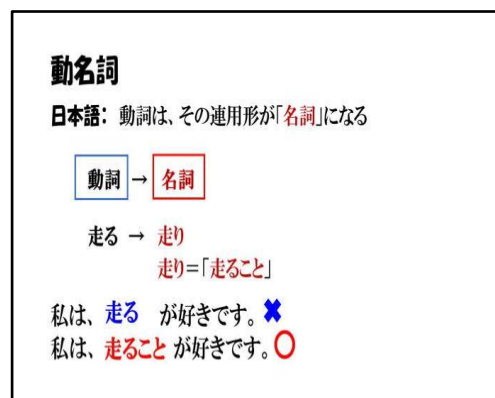 動名詞
日本語：動詞は、その連用形が「名詞」になる
動詞 → 名詞
走る → 走り
走り＝「走ること」
私は、走る が好きです。✖
私は、走ること が好きです。○